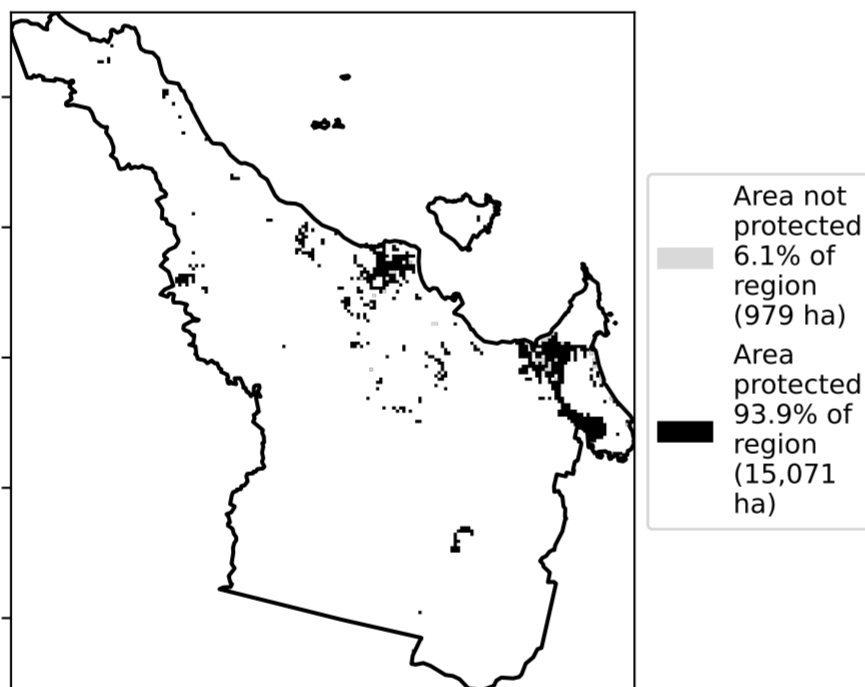 Area not
protected
6.1% of
region
(979 ha)
Area
protected
93.9% of
region
(15,071
ha)